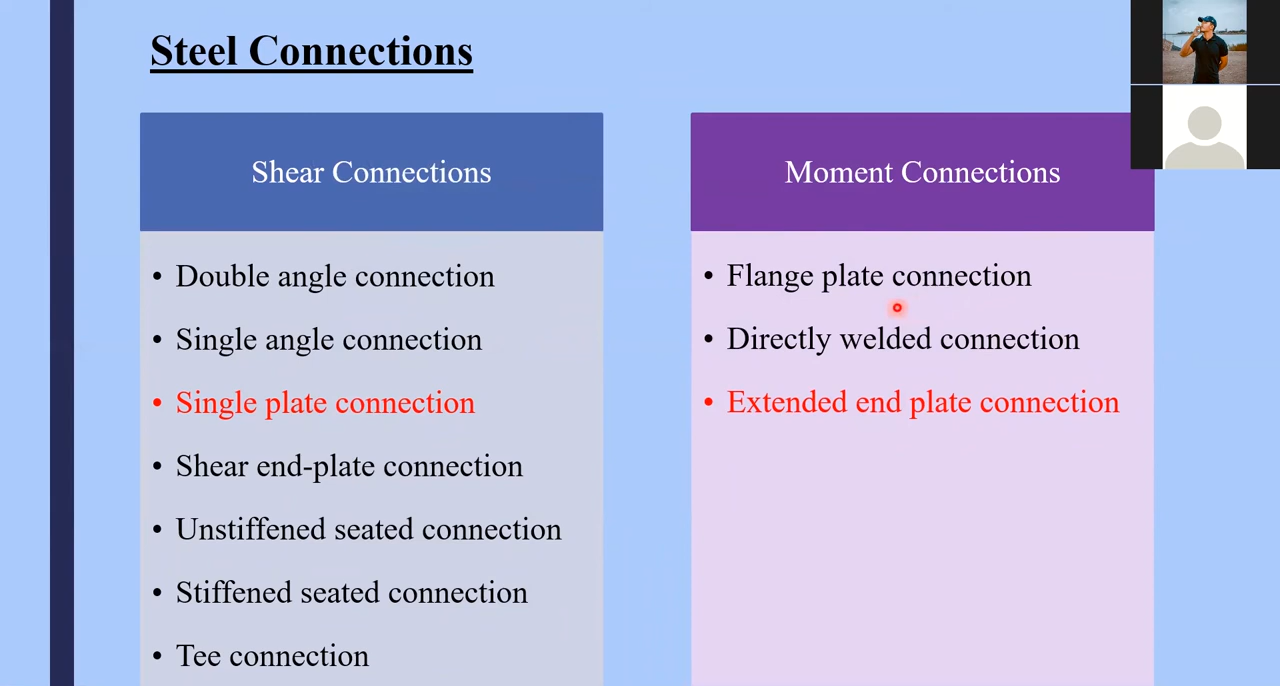 Steel Connections
Shear Connections
• Double angle connection
• Single angle connection
• Single plate connection
• Shear end-plate connection
• Unstiffened seated connection
• Stiffened seated connection
• Tee connection
Moment Connections
• Flange plate connection
• Directly welded connection
• Extended end plate connection